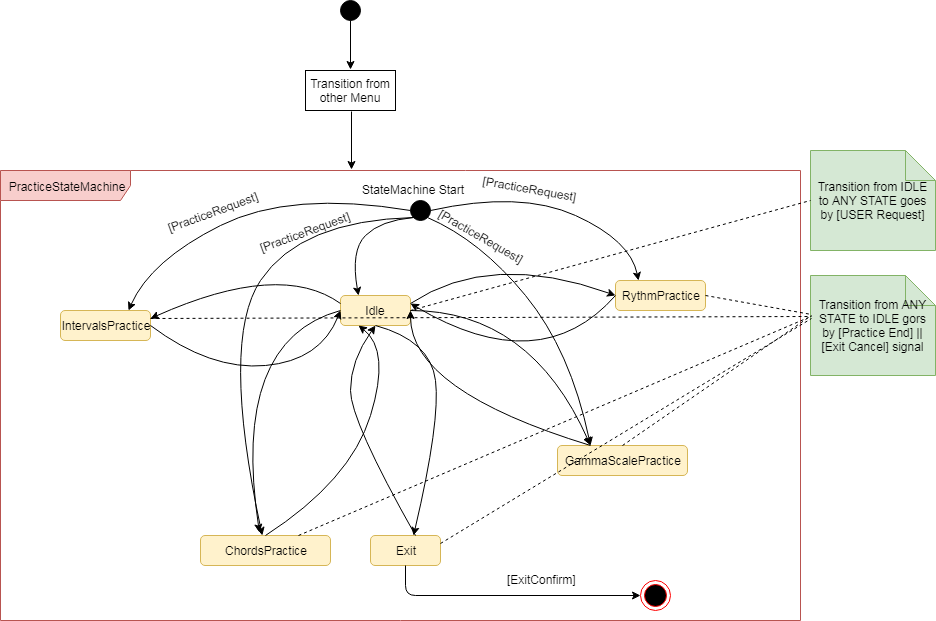 Transition from
other Menu
PracticeStateMachine
StateMachine Start
[PracticeRequest]
[PracticeRequest]
[PracticeRequest]
[PracticeRequest]
Transition from IDLE
to ANY STATE goes
by [USER Request]
IntervalsPractice
Idle
RythmPractice
Transition from ANY
STATE to IDLE gors
by [Practice End] ||
[Exit Cancel] signal
GammaScalePractice
ChordsPractice
Exit
[ExitConfirm]